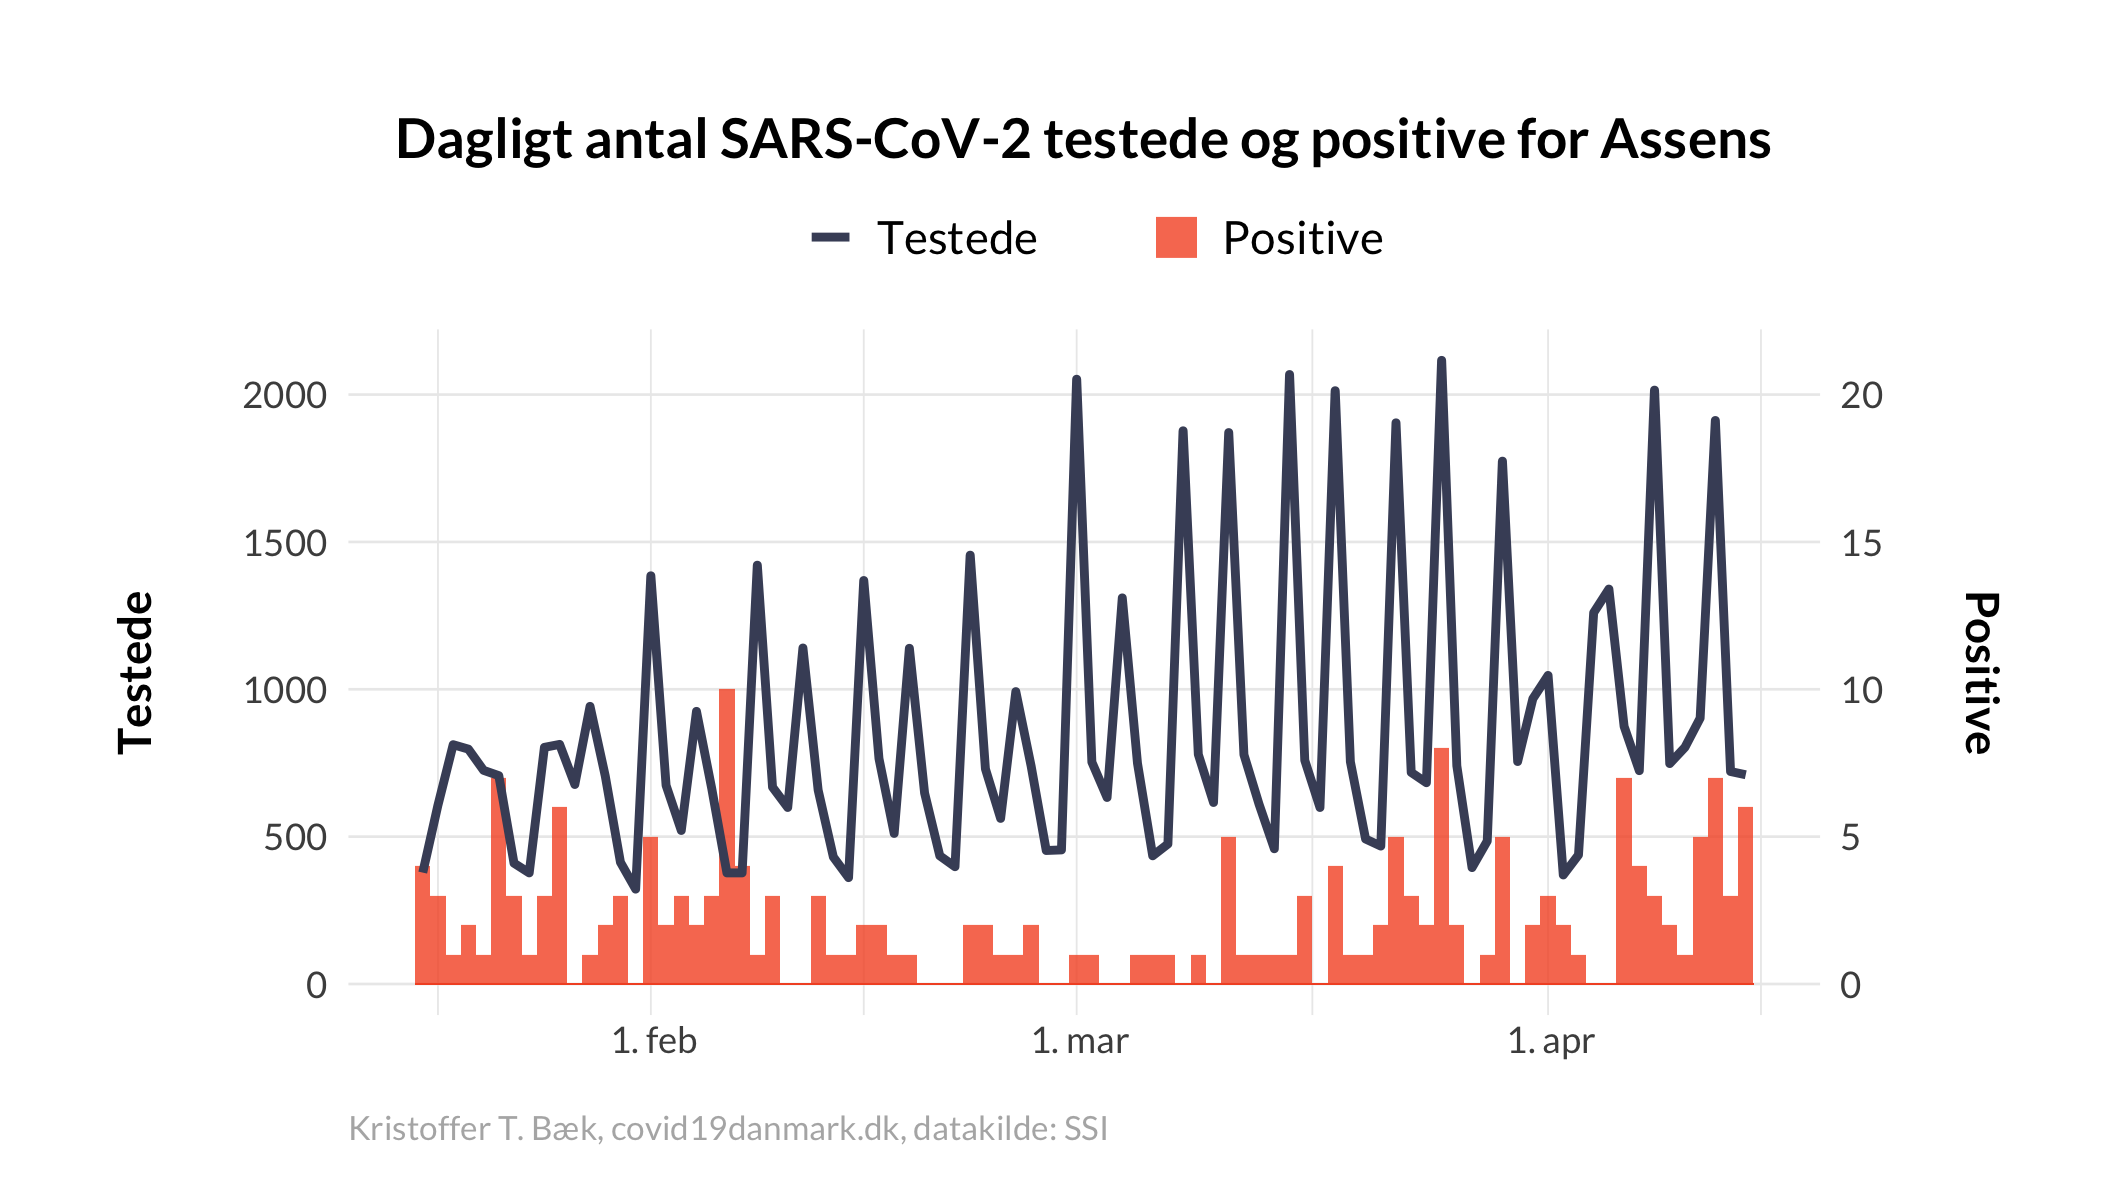 Dagligt antal SARS-CoV-2 testede og positive for Assens
Testede
Positive
2000
1500
1000
500
0
20
15
10
5
0
Testede
Positive
1. feb
1. mar
1. apr
Kristoffer T. Bæk, covid19danmark.dk, datakilde: SSI